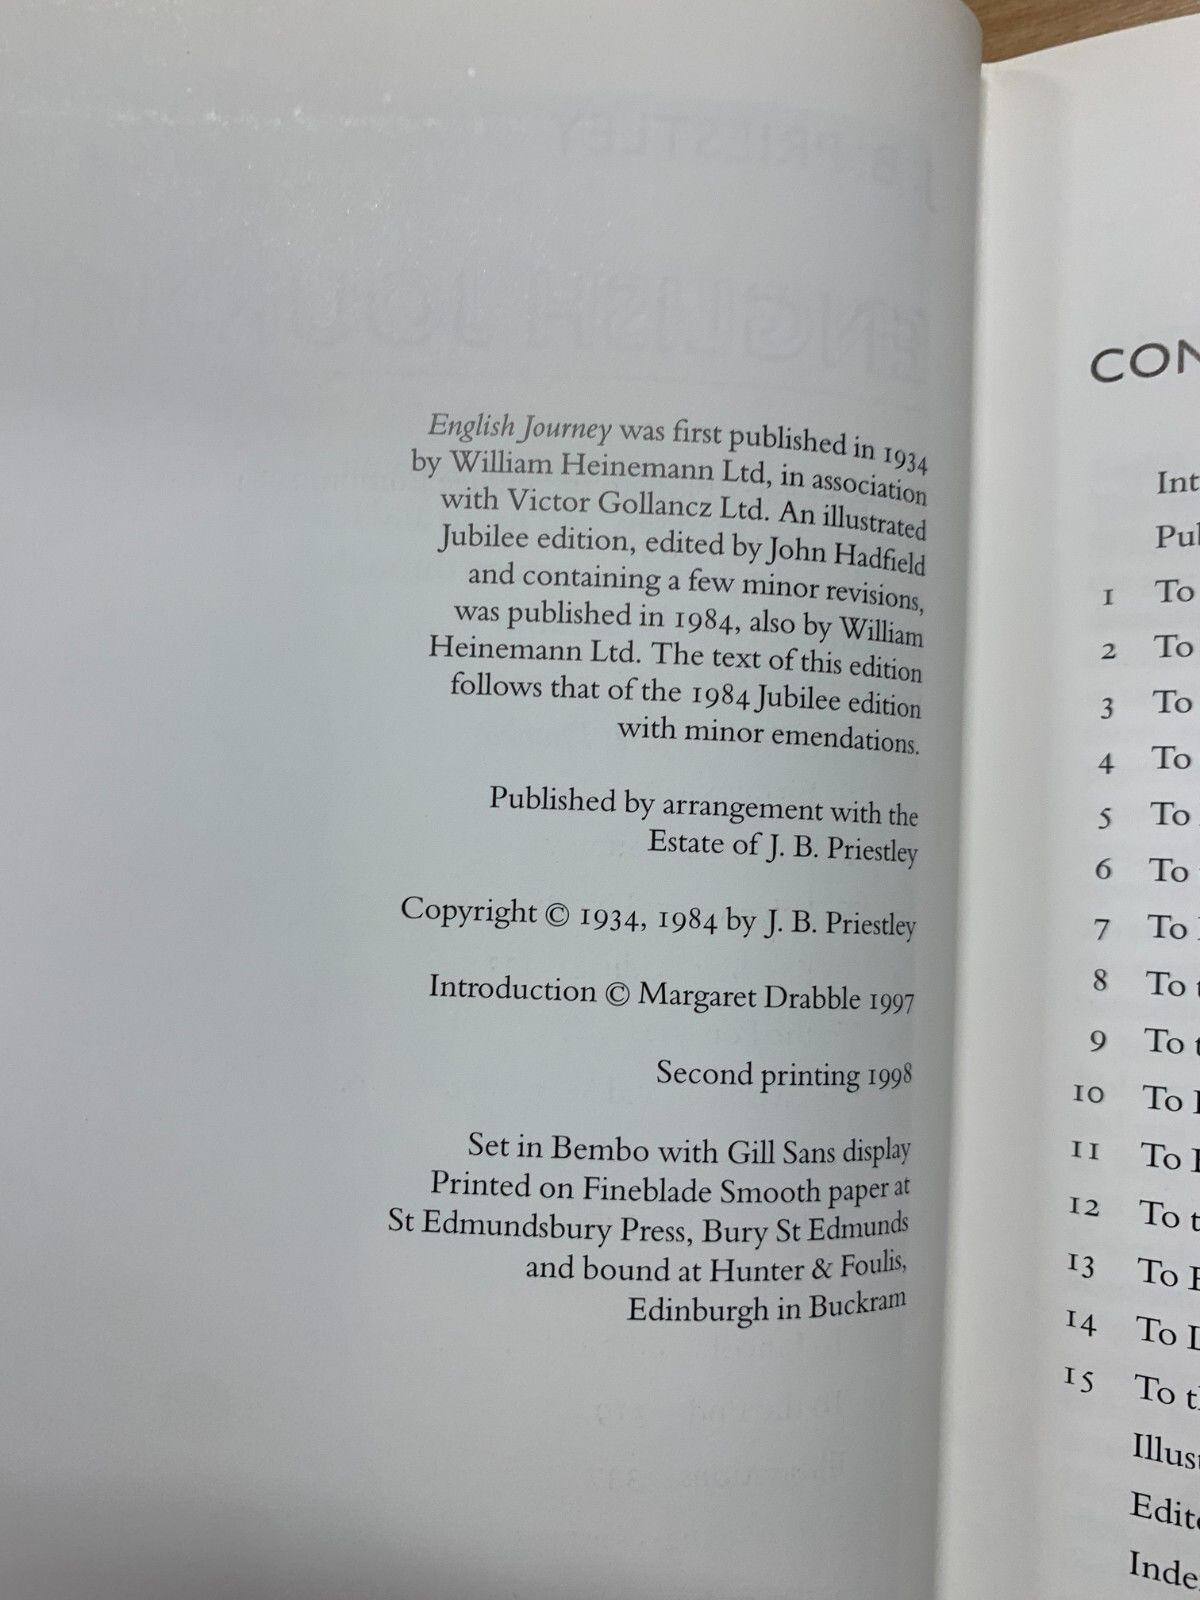 English Journey was first published in 1934
by William Heinemann Ltd, in association
with Victor Gollancz Ltd. An illustrated
Jubilee edition, edited by John Hadfield
and containing a few minor revisions,
was published in 1984, also by William
Heinemann Ltd. The text of this edition
follows that of the 1984 Jubilee edition
with minor emendations.
Published by arrangement with the
Estate of J. B. Priestley
Copyright © 1934, 1984 by J. B. Priestley
Introduction © Margaret Drabble 1997
Second printing 1998
Set in Bembo with Gill Sans display
Printed on Fineblade Smooth paper at
St Edmundsbury Press, Bury St Edmunds
and bound at Hunter & Foulis,
Edinburgh in Buckram
1 To
2 To
3 To
4 To
5 To
6 To
7 To
8 To
9 To
10 To
11 To
12 To
13 To
14 To
15 To